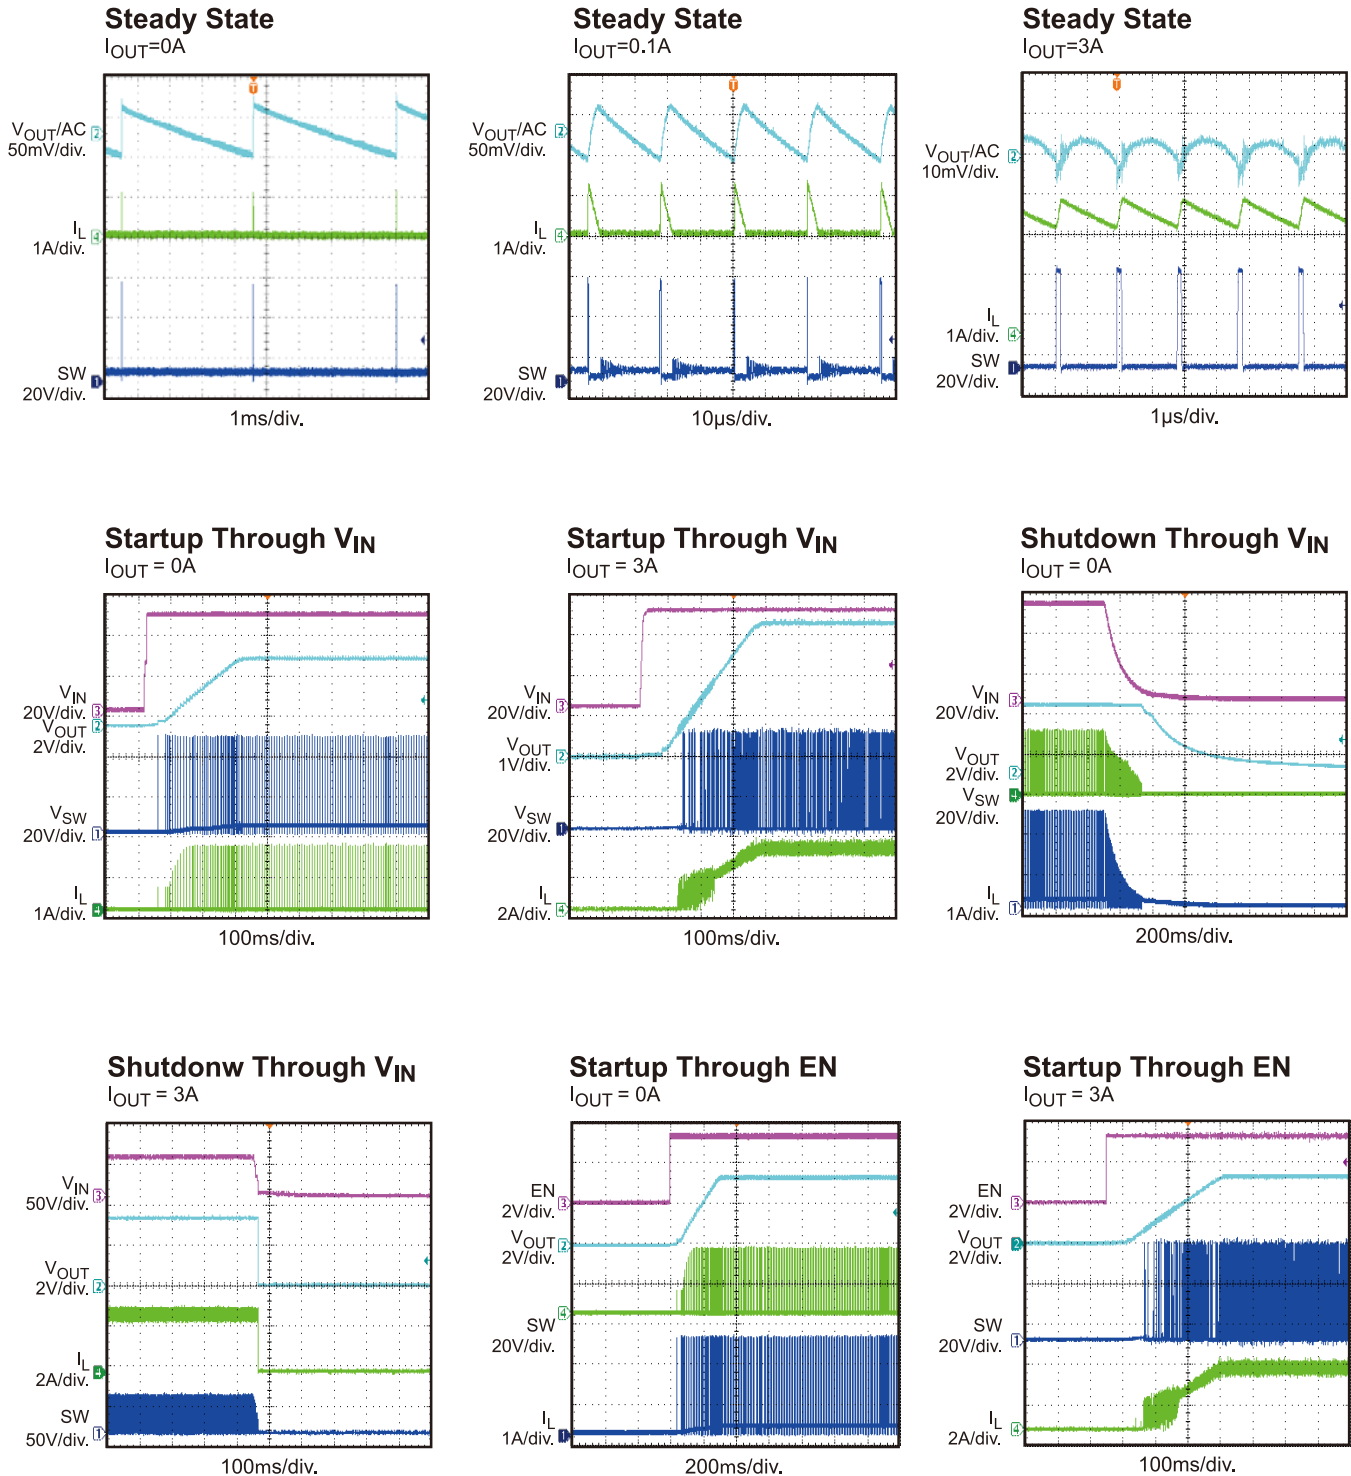 Steady State
IOUT=0A
VOUT/AC
50mV/div.
IL
1A/div.
SW
20V/div.
1ms/div.
Steady State
IOUT=0.1A
VOUT/AC
50mV/div.
IL
1A/div.
SW
20V/div.
10µs/div.
Steady State
IOUT=3A
VOUT/AC
10mV/div.
IL
1A/div.
SW
20V/div.
1µs/div.
Startup Through VIN
IOUT = 0A
VIN
20V/div.
VOUT
2V/div.
VSW
20V/div.
IL
1A/div.
100ms/div.
Startup Through VIN
IOUT = 3A
VIN
20V/div.
VOUT
1V/div.
VSW
20V/div.
IL
2A/div.
100ms/div.
Shutdown Through VIN
IOUT = 0A
VIN
20V/div.
VOUT
2V/div.
VSW
20V/div.
IL
1A/div.
200ms/div.
Shutdonw Through VIN
IOUT = 3A
VIN
50V/div.
VOUT
2V/div.
IL
2A/div.
SW
50V/div.
100ms/div.
Startup Through EN
IOUT = 0A
EN
2V/div.
VOUT
2V/div.
SW
20V/div.
IL
1A/div.
200ms/div.
Startup Through EN
IOUT = 3A
EN
2V/div.
VOUT
2V/div.
SW
20V/div.
IL
2A/div.
100ms/div.